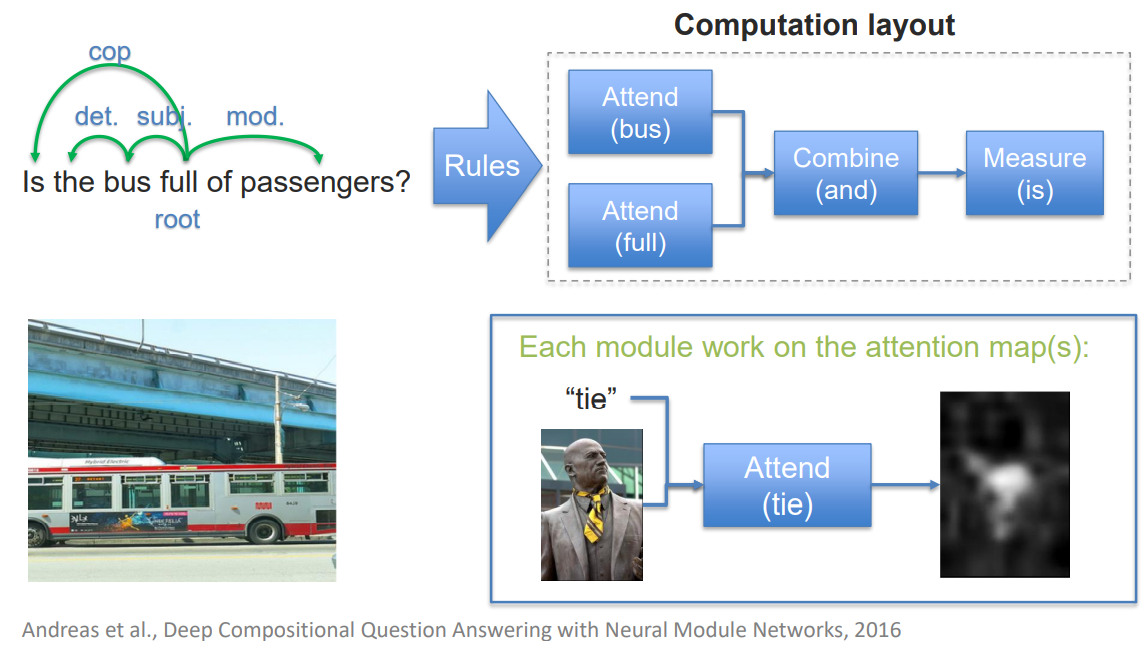 Computation layout
cop
det. subj. mod.
Is the bus full of passengers?
root
Rules
Attend
(bus)
Attend
(full)
Combine
(and)
Measure
(is)
Each module work on the attention map(s):
“tie”
Attend
(tie)
Andreas et al., Deep Compositional Question Answering with Neural Module Networks, 2016